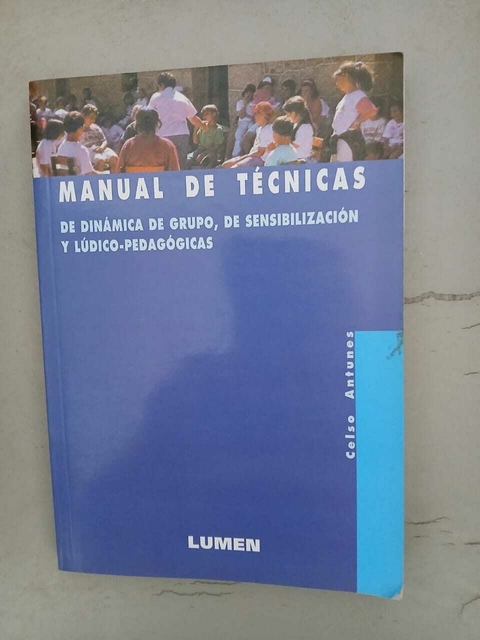 MANUAL DE TÉCNICAS
DE DINÁMICA DE GRUPO, DE SENSIBILIZACIÓN
Y LÚDICO-PEDAGÓGICAS
Celso Antunes
LUMEN